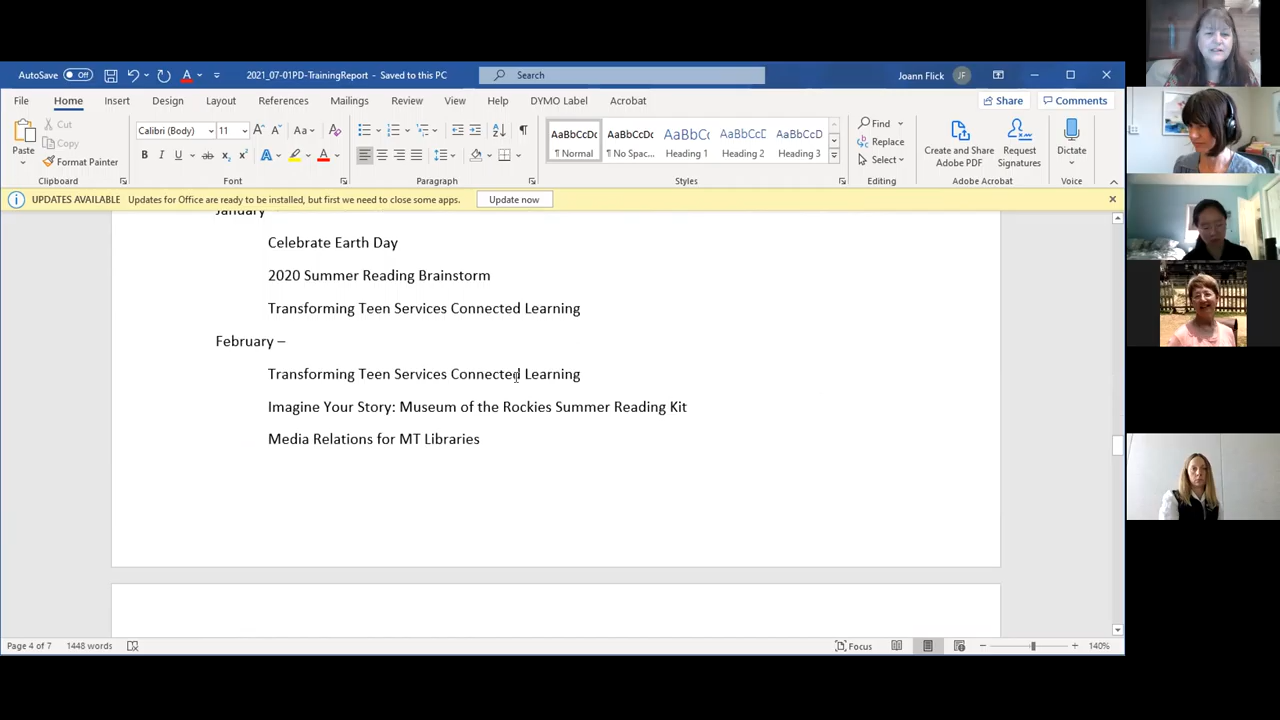 AutoSave Off 2021_07-01PD-TrainingReport - Saved to this PC Search Joann Flick JF
File Home Insert Design Layout References Mailings Review View Help DYMO Label Acrobat Share Comments
Paste Cut Copy Format Painter
Calibri (Body) 11
AaBbCcDc AaBbCcDc AaBbCc AaBbCcD AaBbCcD
¶ Normal ¶ No Spac... Heading 1 Heading 2 Heading 3
Find Replace Select
Create and Share Adobe PDF Request Signatures Dictate
Clipboard Font Paragraph Styles Editing Adobe Acrobat Voice
UPDATES AVAILABLE Updates for Office are ready to be installed, but first we need to close some apps. Update now
January
Celebrate Earth Day
2020 Summer Reading Brainstorm
Transforming Teen Services Connected Learning
February –
Transforming Teen Services Connected Learning
Imagine Your Story: Museum of the Rockies Summer Reading Kit
Media Relations for MT Libraries
Page 4 of 7 1448 words Focus 140%